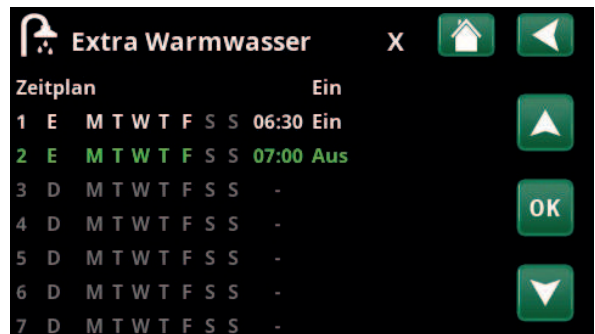 Extra Warmwasser X
Zeitplan Ein
1 E M T W T F S S 06:30 Ein
2 E M T W T F S S 07:00 Aus
3 D M T W T F S S -
4 D M T W T F S S -
OK
5 D M T W T F S S -
6 D M T W T F S S -
7 D M T W T F S S -